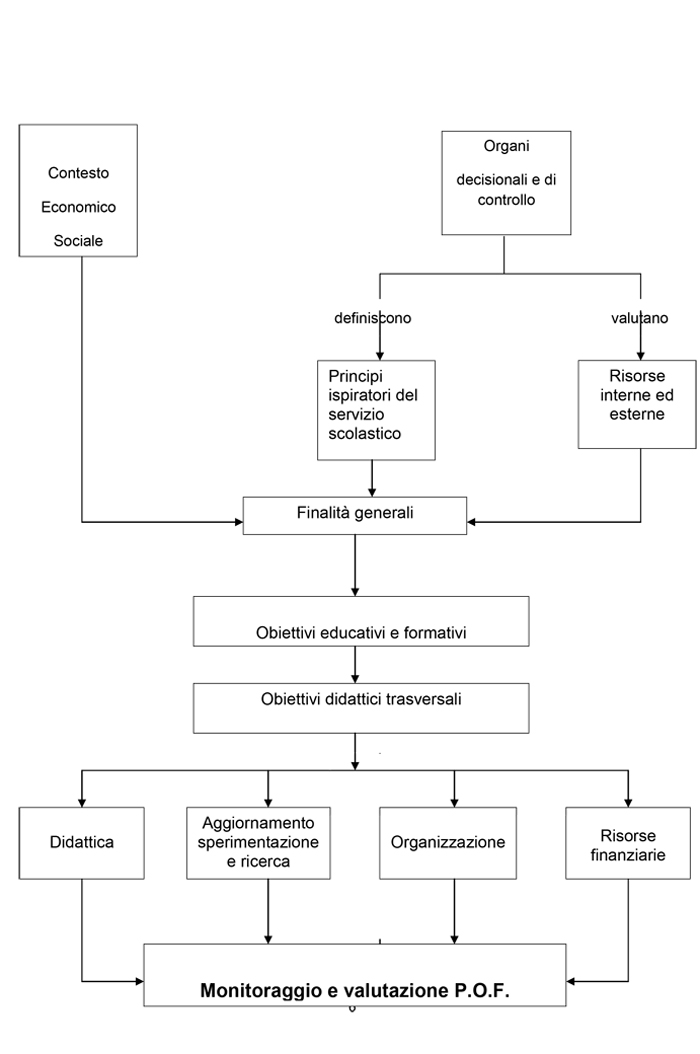 Contesto
Economico
Sociale
Organi
decisionali e di
controllo
definiscono
valutano
Principi
ispiratori del
servizio
scolastico
Risorse
interne ed
esterne
Finalità generali
Obiettivi educativi e formativi
Obiettivi didattici trasversali
Didattica
Aggiornamento
sperimentazione
e ricerca
Organizzazione
Risorse
finanziarie
Monitoraggio e valutazione P.O.F.